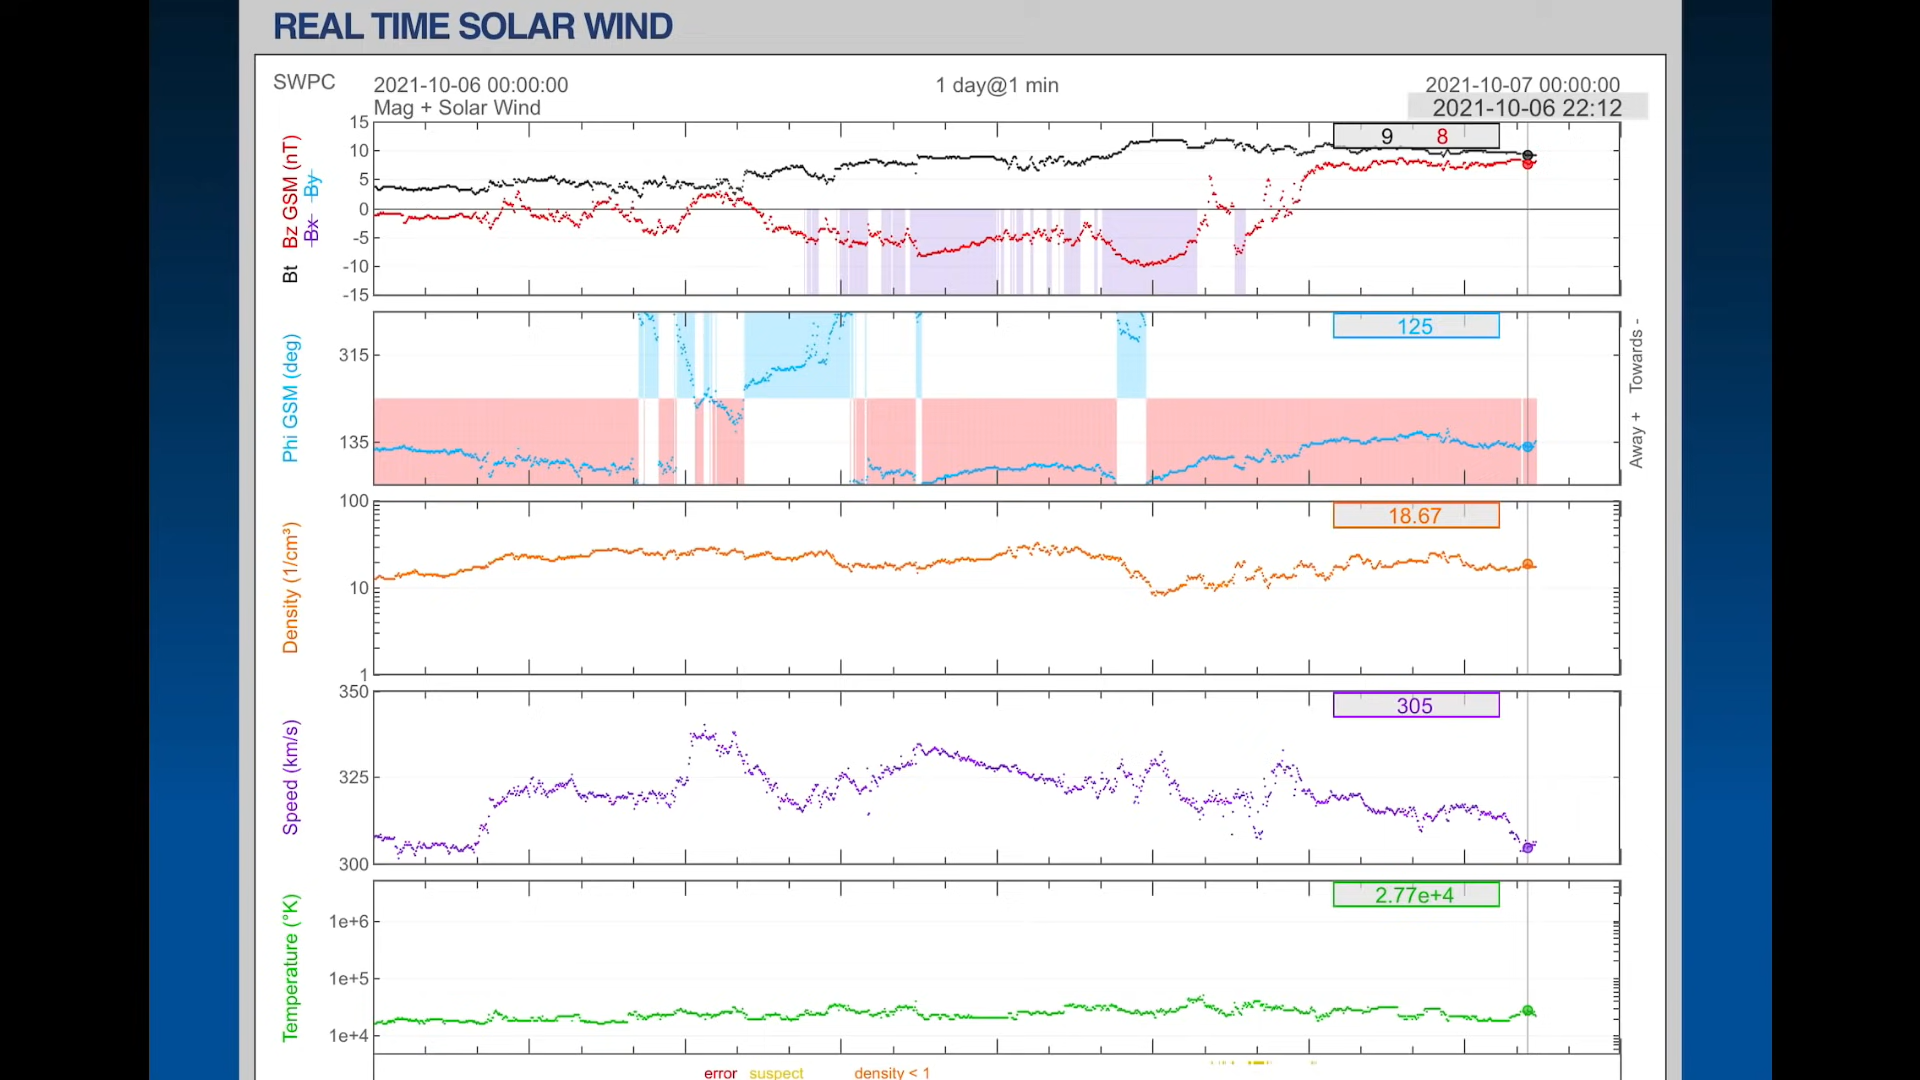 REAL TIME SOLAR WIND
SWPC
2021-10-06 00:00:00
1 day@1 min
2021-10-07 00:00:00
Mag + Solar Wind
2021-10-06 22:12
Bt Bz GSM (nT)
Bx By
15
10
5
0
-5
-10
-15
9 8
Phi GSM (deg)
315
135
125
Away + Towards -
Density (1/cm³)
100
10
1
18.67
Speed (km/s)
350
325
300
305
Temperature (°K)
1e+6
1e+5
1e+4
2.77e+4
error suspect density < 1